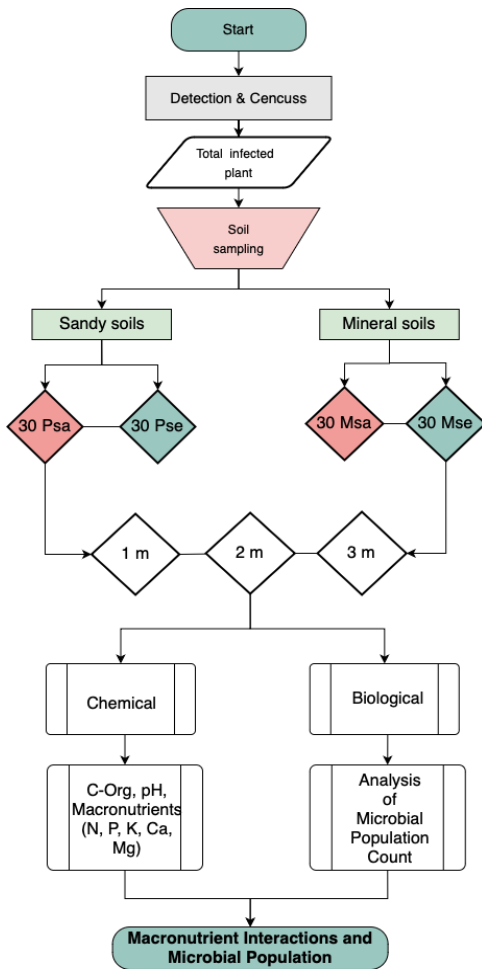 Start
Detection & Cencuss
Total infected
plant
Soil
sampling
Sandy soils
Mineral soils
30 Psa
30 Pse
30 Msa
30 Mse
1 m
2 m
3 m
Chemical
Biological
C-Org, pH,
Macronutrients
(N, P, K, Ca,
Mg)
Analysis
of
Microbial
Population
Count
Macronutrient Interactions and
Microbial Population